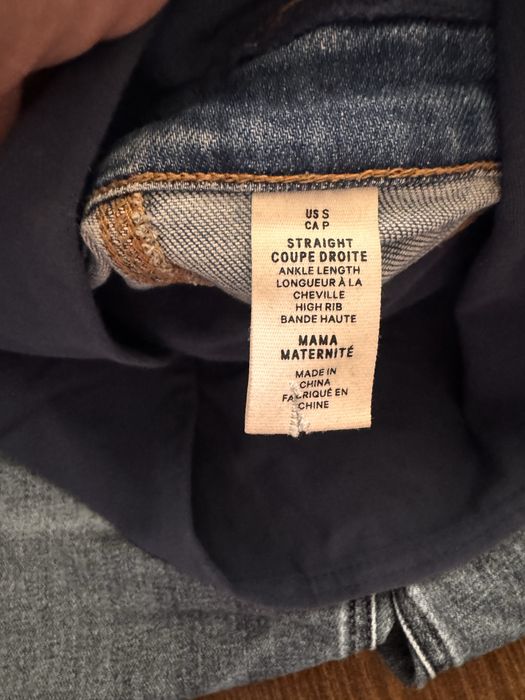 US S
CA P
STRAIGHT
COUPE DROITE
ANKLE LENGTH
LONGUEUR À LA
CHEVILLE
HIGH RIB
BANDE HAUTE
MAMA
MATERNITÉ
MADE IN
CHINA
FABRIQUÉ EN
CHINE